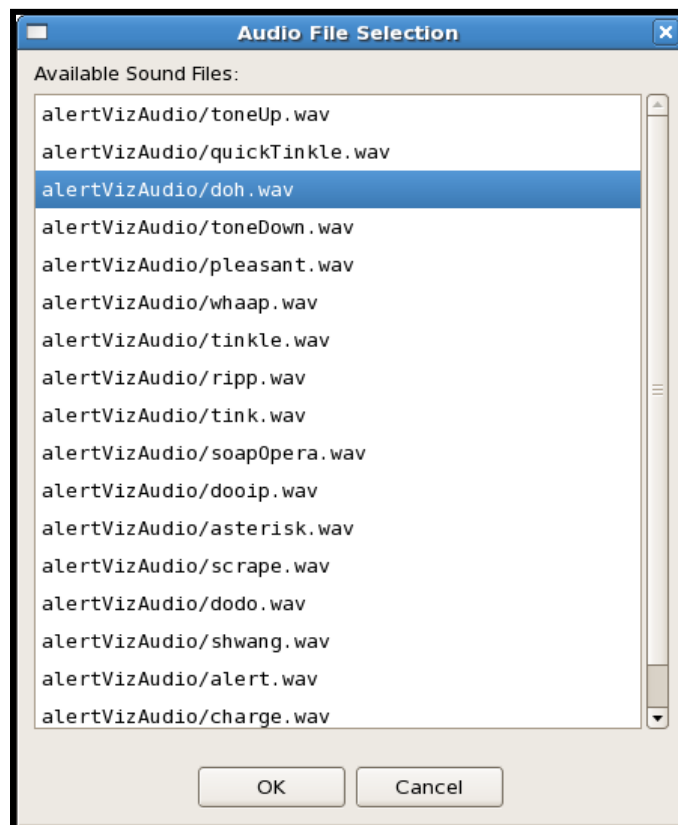 Audio File Selection
Available Sound Files:
alertVizAudio/toneUp.wav
alertVizAudio/quickTinkle.wav
alertVizAudio/doh.wav
alertVizAudio/toneDown.wav
alertVizAudio/pleasant.wav
alertVizAudio/whaap.wav
alertVizAudio/tinkle.wav
alertVizAudio/ripp.wav
alertVizAudio/tink.wav
alertVizAudio/soapOpera.wav
alertVizAudio/dooip.wav
alertVizAudio/asterisk.wav
alertVizAudio/scrape.wav
alertVizAudio/dodo.wav
alertVizAudio/shwang.wav
alertVizAudio/alert.wav
alertVizAudio/charge.wav
OK Cancel